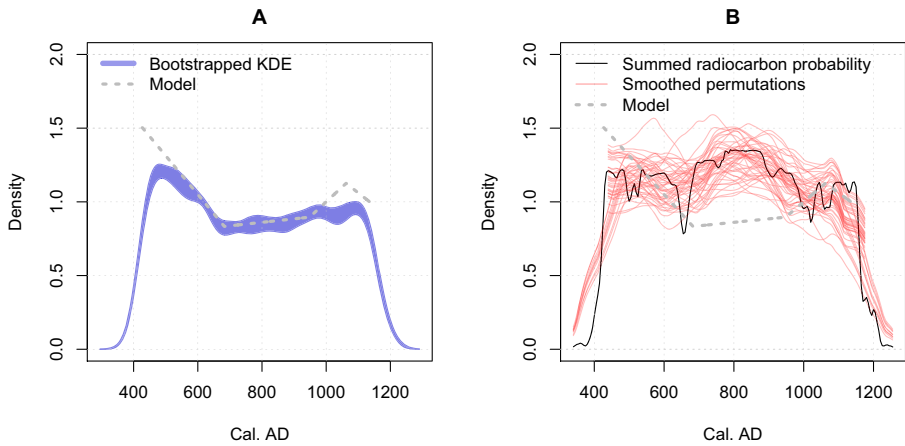 A
Density
2.0
1.5
1.0
0.5
0.0
Bootstrapped KDE
Model
400 600 800 1000 1200
Cal. AD
B
Density
2.0
1.5
1.0
0.5
0.0
Summed radiocarbon probability
Smoothed permutations
Model
400 600 800 1000 1200
Cal. AD